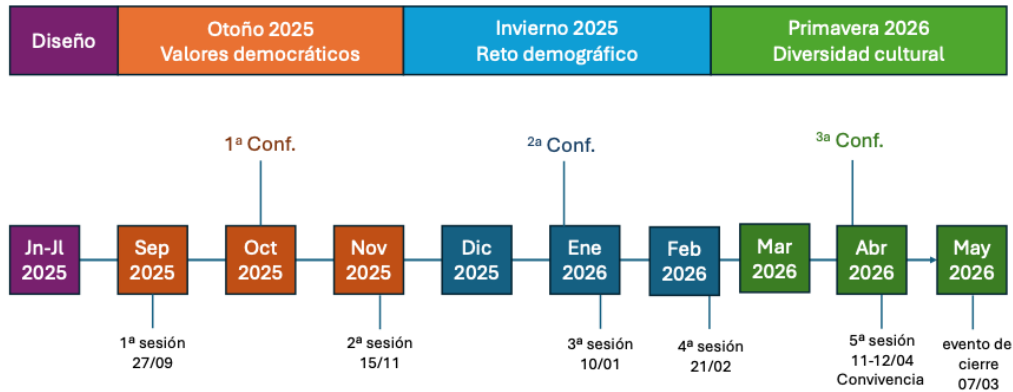 Diseño
Otoño 2025
Valores democráticos
Invierno 2025
Reto demográfico
Primavera 2026
Diversidad cultural
1ª Conf.
2a Conf.
3a Conf.
Jn-Jl
2025
Sep
2025
Oct
2025
Nov
2025
Dic
2025
Ene
2026
Feb
2026
Mar
2026
Abr
2026
May
2026
1ª sesión
27/09
2ª sesión
15/11
3ª sesión
10/01
4ª sesión
21/02
5ª sesión
11-12/04
Convivencia
evento de
cierre
07/03